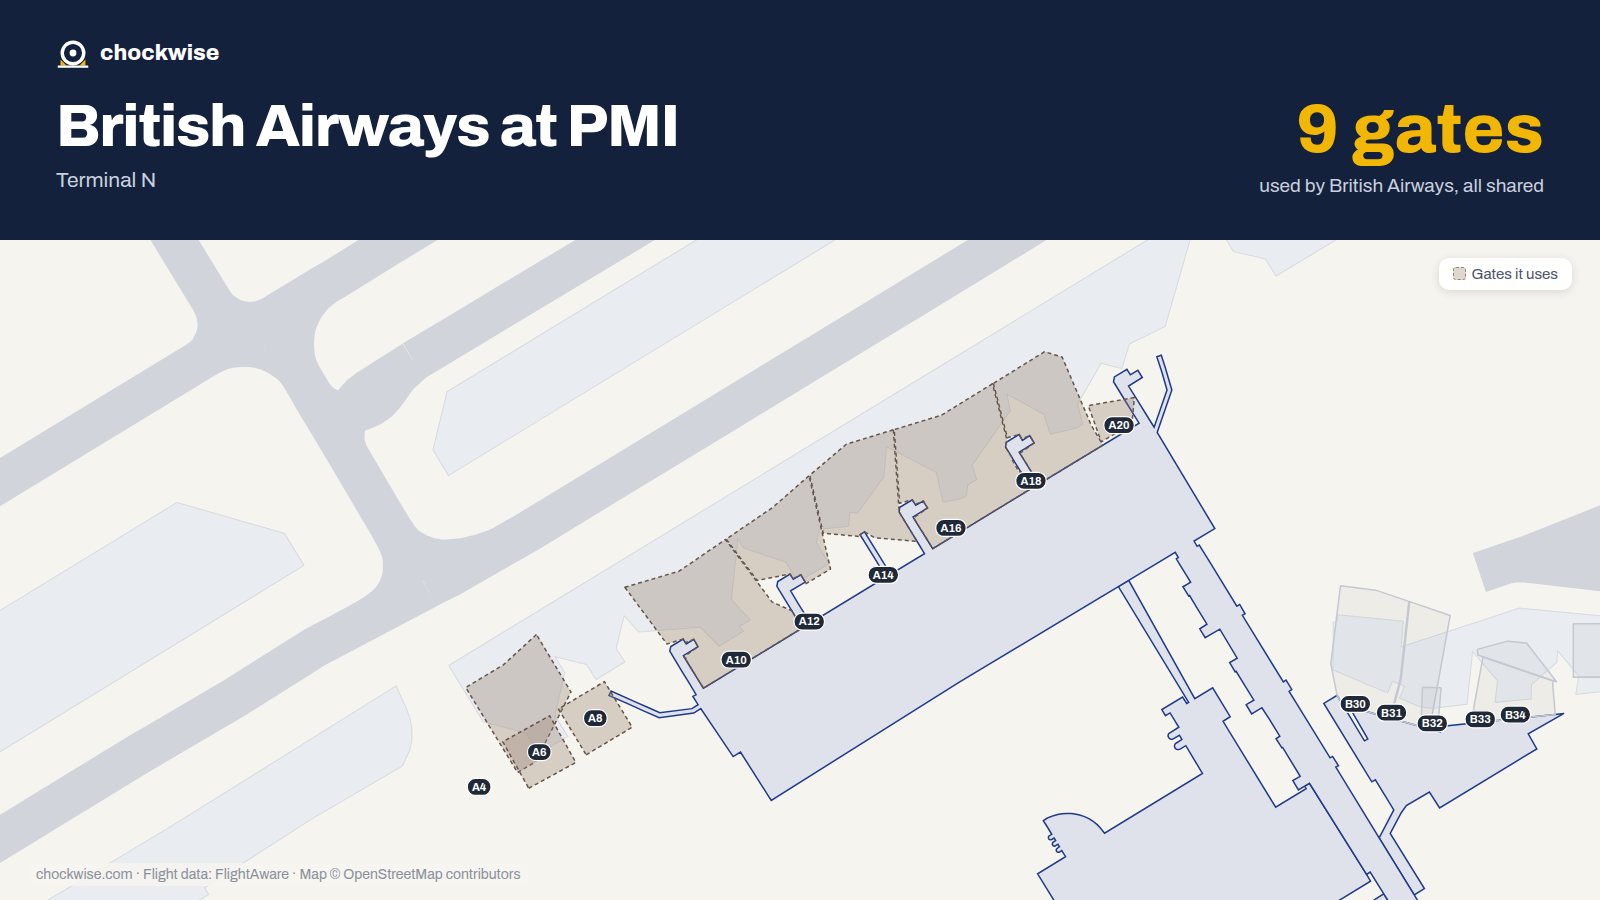 chockwise
British Airways at PMI
Terminal N
9 gates
used by British Airways, all shared
Gates it uses
A20
A18
A16
A14
A12
A10
A8
A6
A4
B30
B31
B32
B33
B34
chockwise.com · Flight data: FlightAware · Map © OpenStreetMap contributors